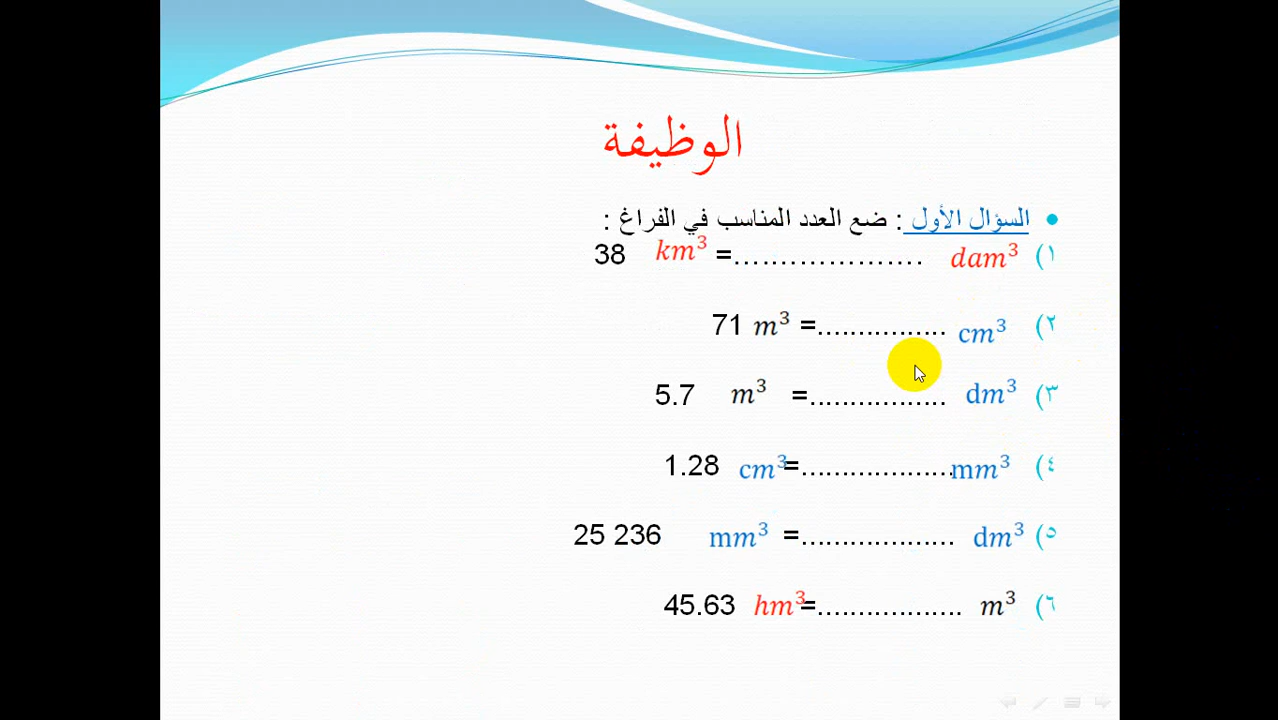 الوظيفة
السؤال الأول : ضع العدد المناسب في الفراغ :
١) 38 km³ =.................... dam³
٢) 71 m³ =................ cm³
٣) 5.7 m³ =................. dm³
٤) 1.28 cm³=...................mm³
٥) 25 236 mm³ =................... dm³
٦) 45.63 hm³=.................. m³